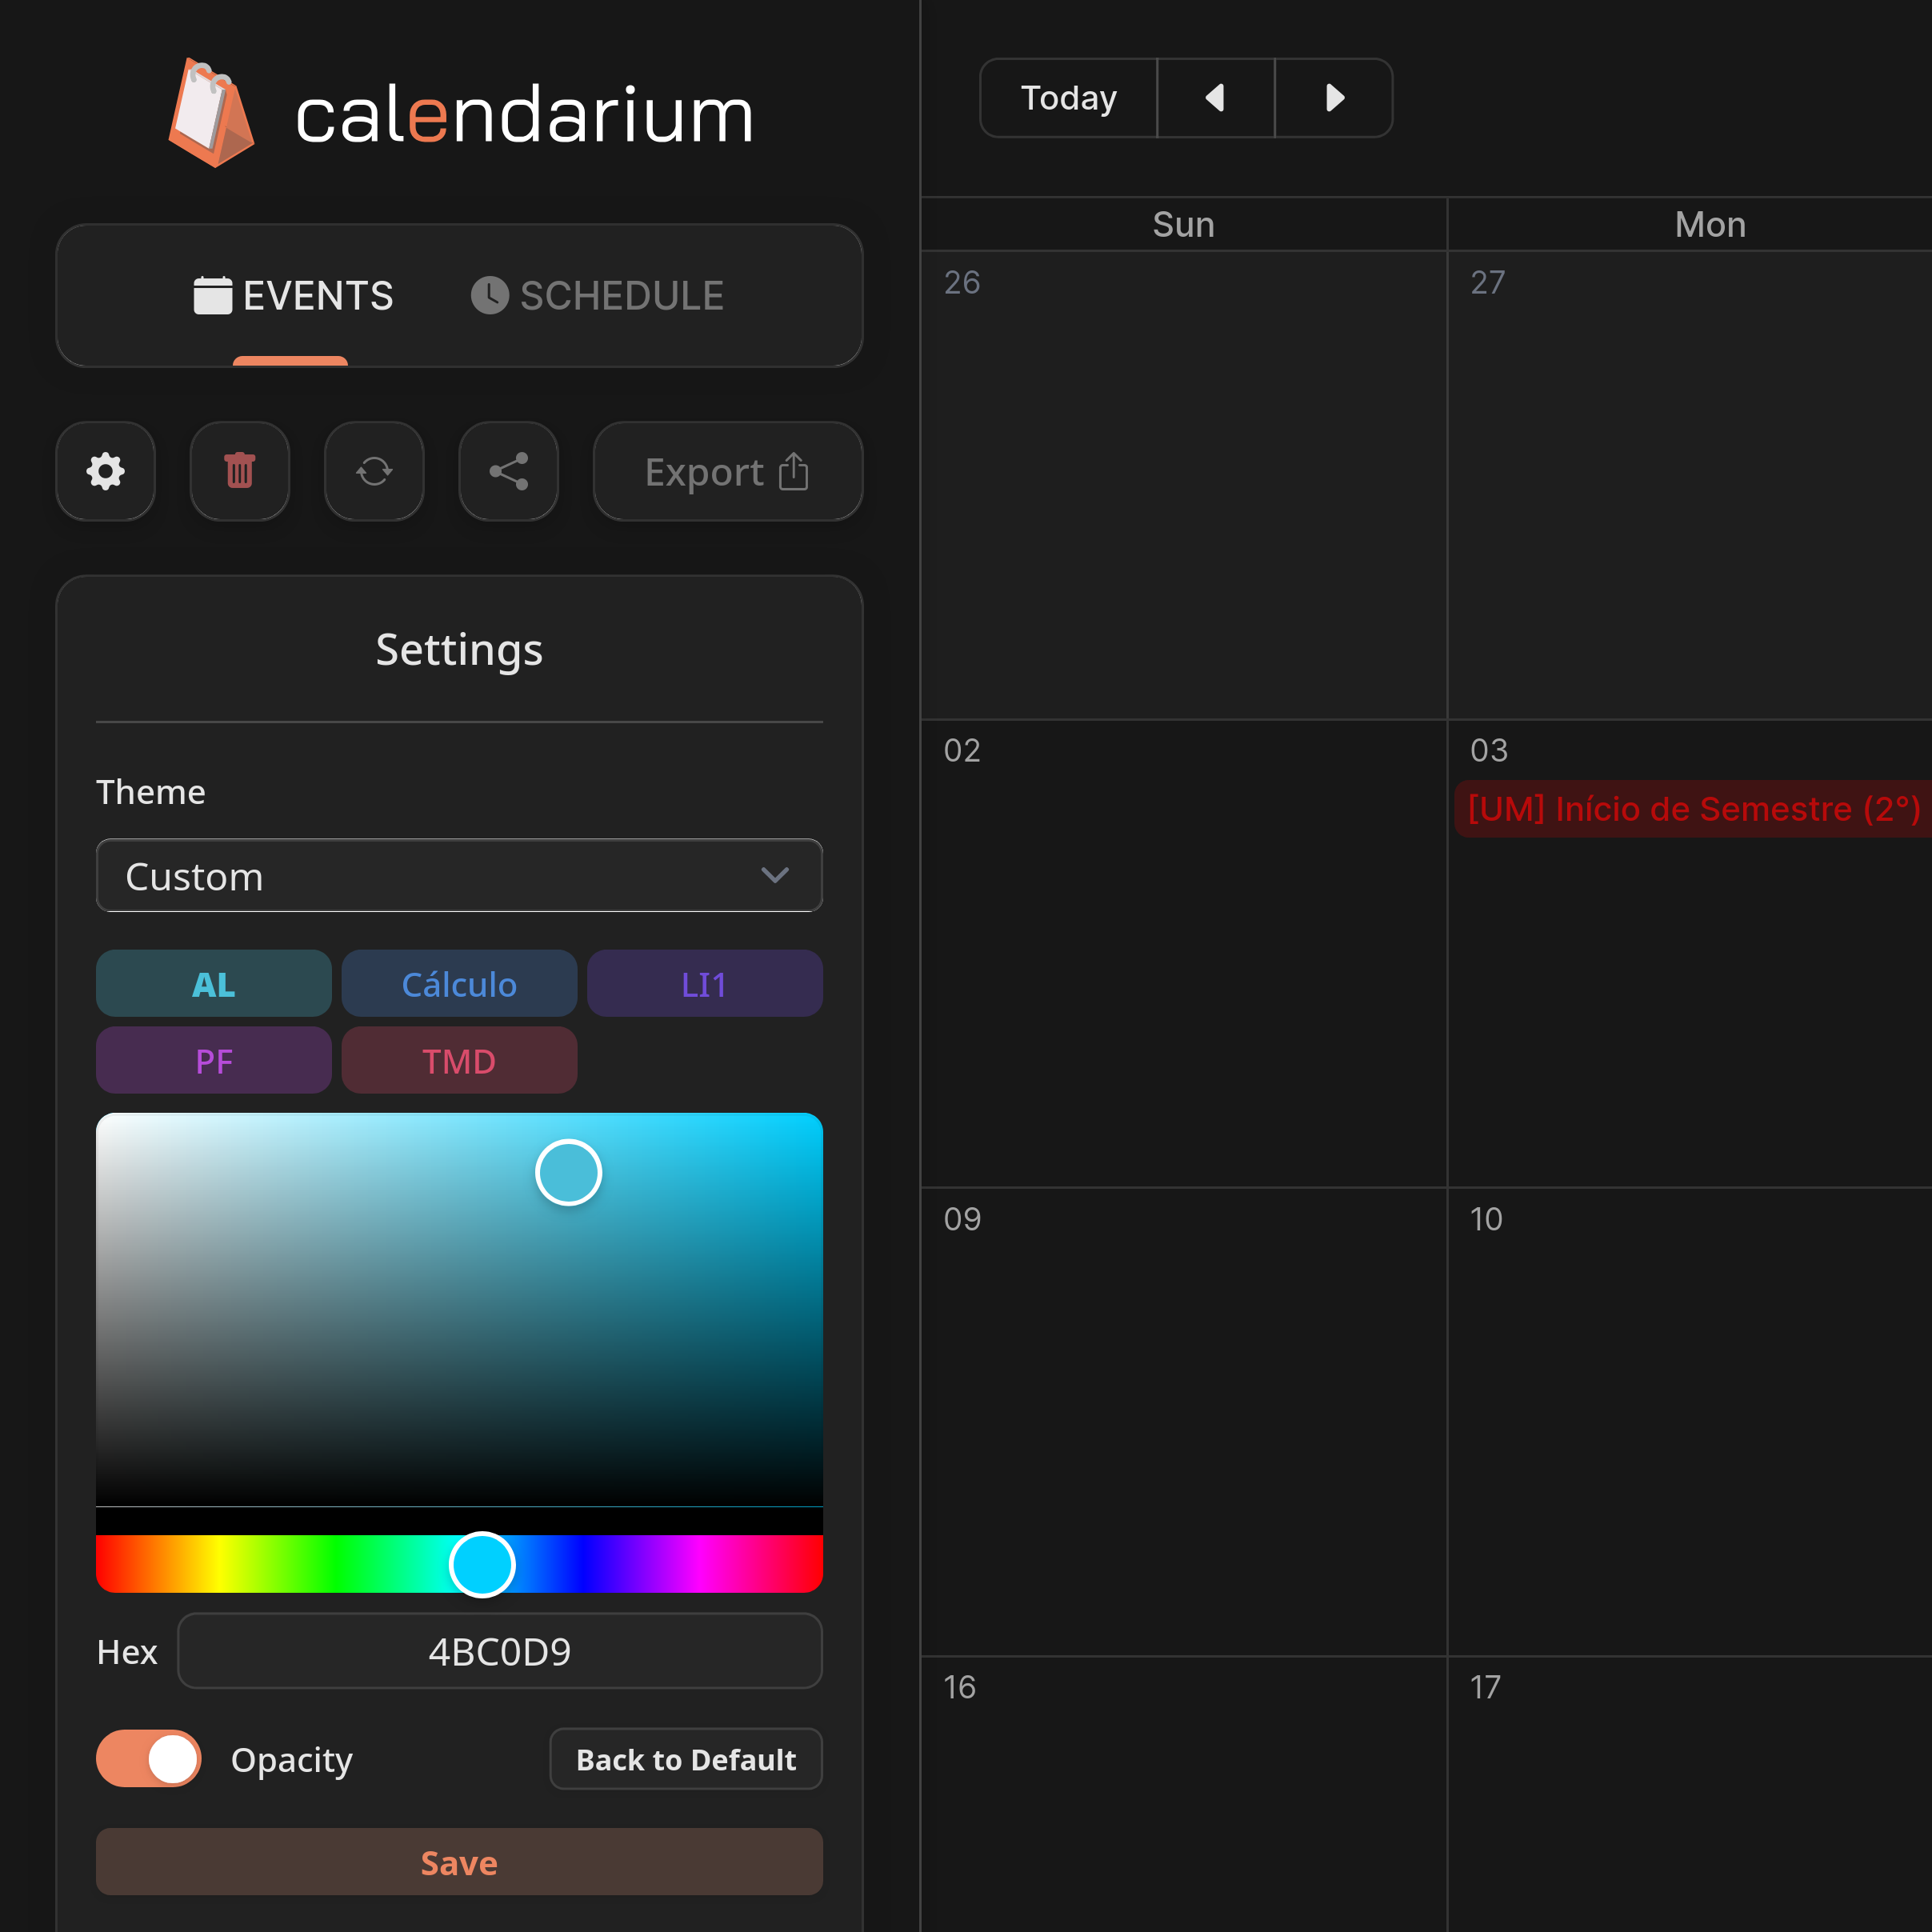 calendarium
EVENTS
SCHEDULE
Export
Settings
Theme
Custom
AL
Cálculo
LI1
PF
TMD
Hex
4BC0D9
Opacity
Back to Default
Save
Today
Sun
Mon
26
27
02
03
[UM] Início de Semestre (2°)
09
10
16
17